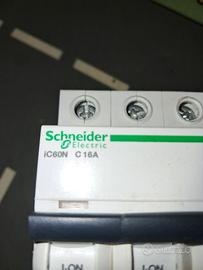 Schneider
Electric
iC60N C16A
I-ON I-ON